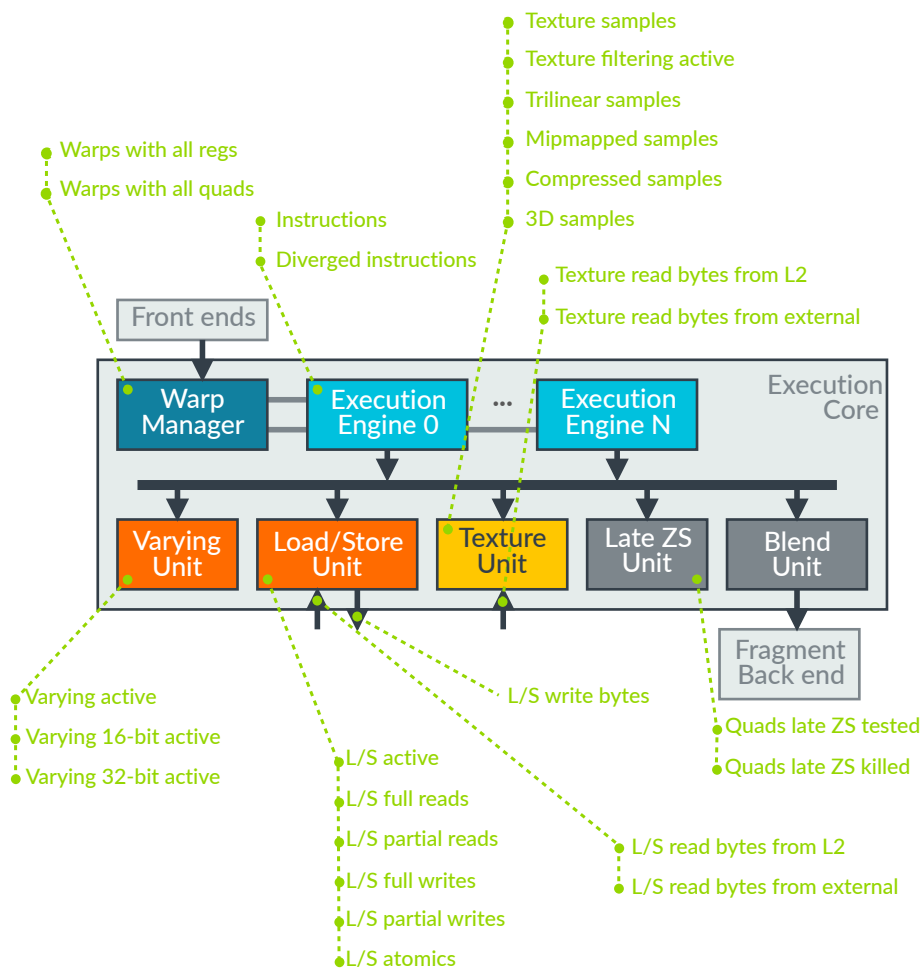 Texture samples
Texture filtering active
Trilinear samples
Mipmapped samples
Compressed samples
3D samples
Warps with all regs
Warps with all quads
Instructions
Diverged instructions
Texture read bytes from L2
Texture read bytes from external
Front ends
Execution
Core
Warp
Manager
Execution
Engine 0
...
Execution
Engine N
Varying
Unit
Load/Store
Unit
Texture
Unit
Late ZS
Unit
Blend
Unit
Fragment
Back end
Varying active
Varying 16-bit active
Varying 32-bit active
L/S write bytes
Quads late ZS tested
Quads late ZS killed
L/S active
L/S full reads
L/S partial reads
L/S full writes
L/S partial writes
L/S atomics
L/S read bytes from L2
L/S read bytes from external